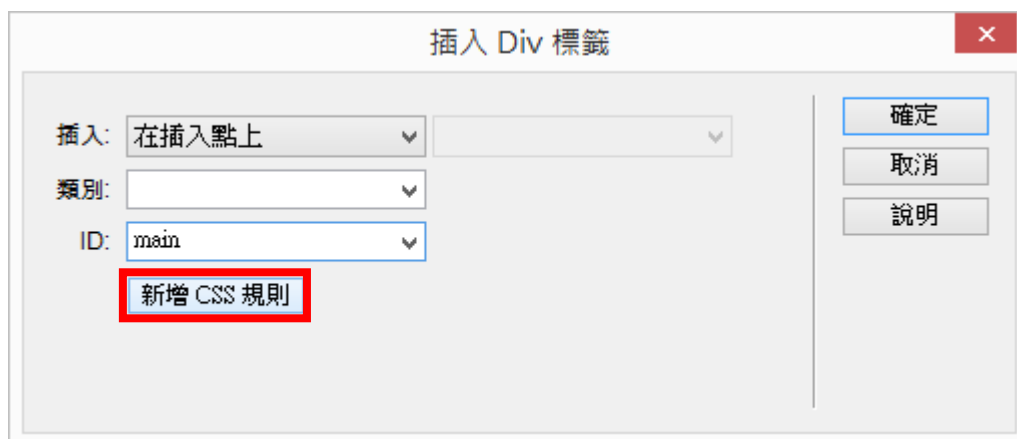 插入 Div 標籤
插入: 在插入點上
確定
取消
類別:
說明
ID: main
新增 CSS 規則